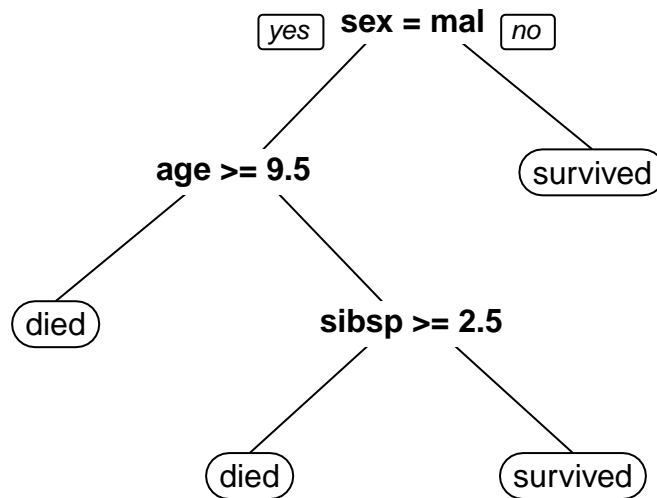 yes sex = mal no
age >= 9.5 survived
died sibsp >= 2.5
died survived